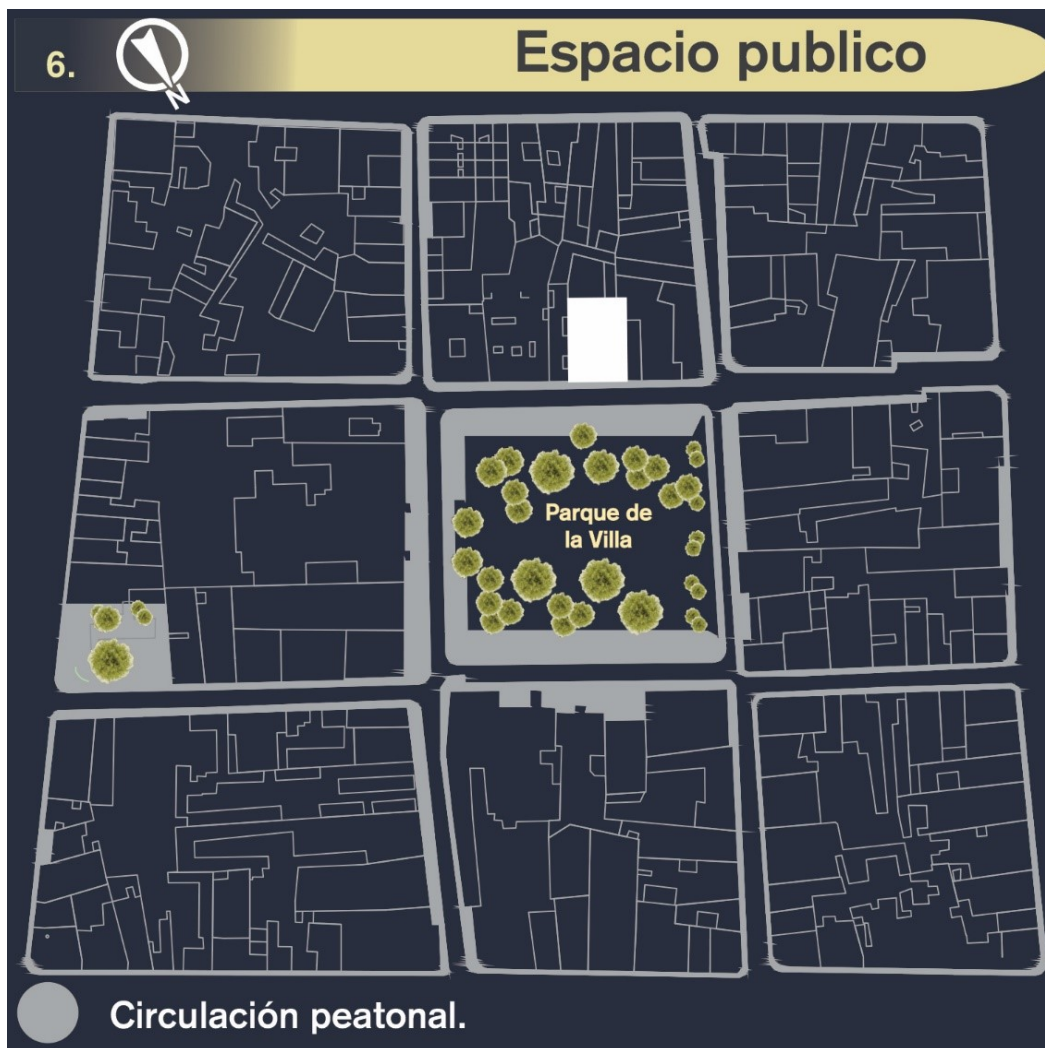 6.
N
Espacio publico
Parque de
la Villa
Circulación peatonal.